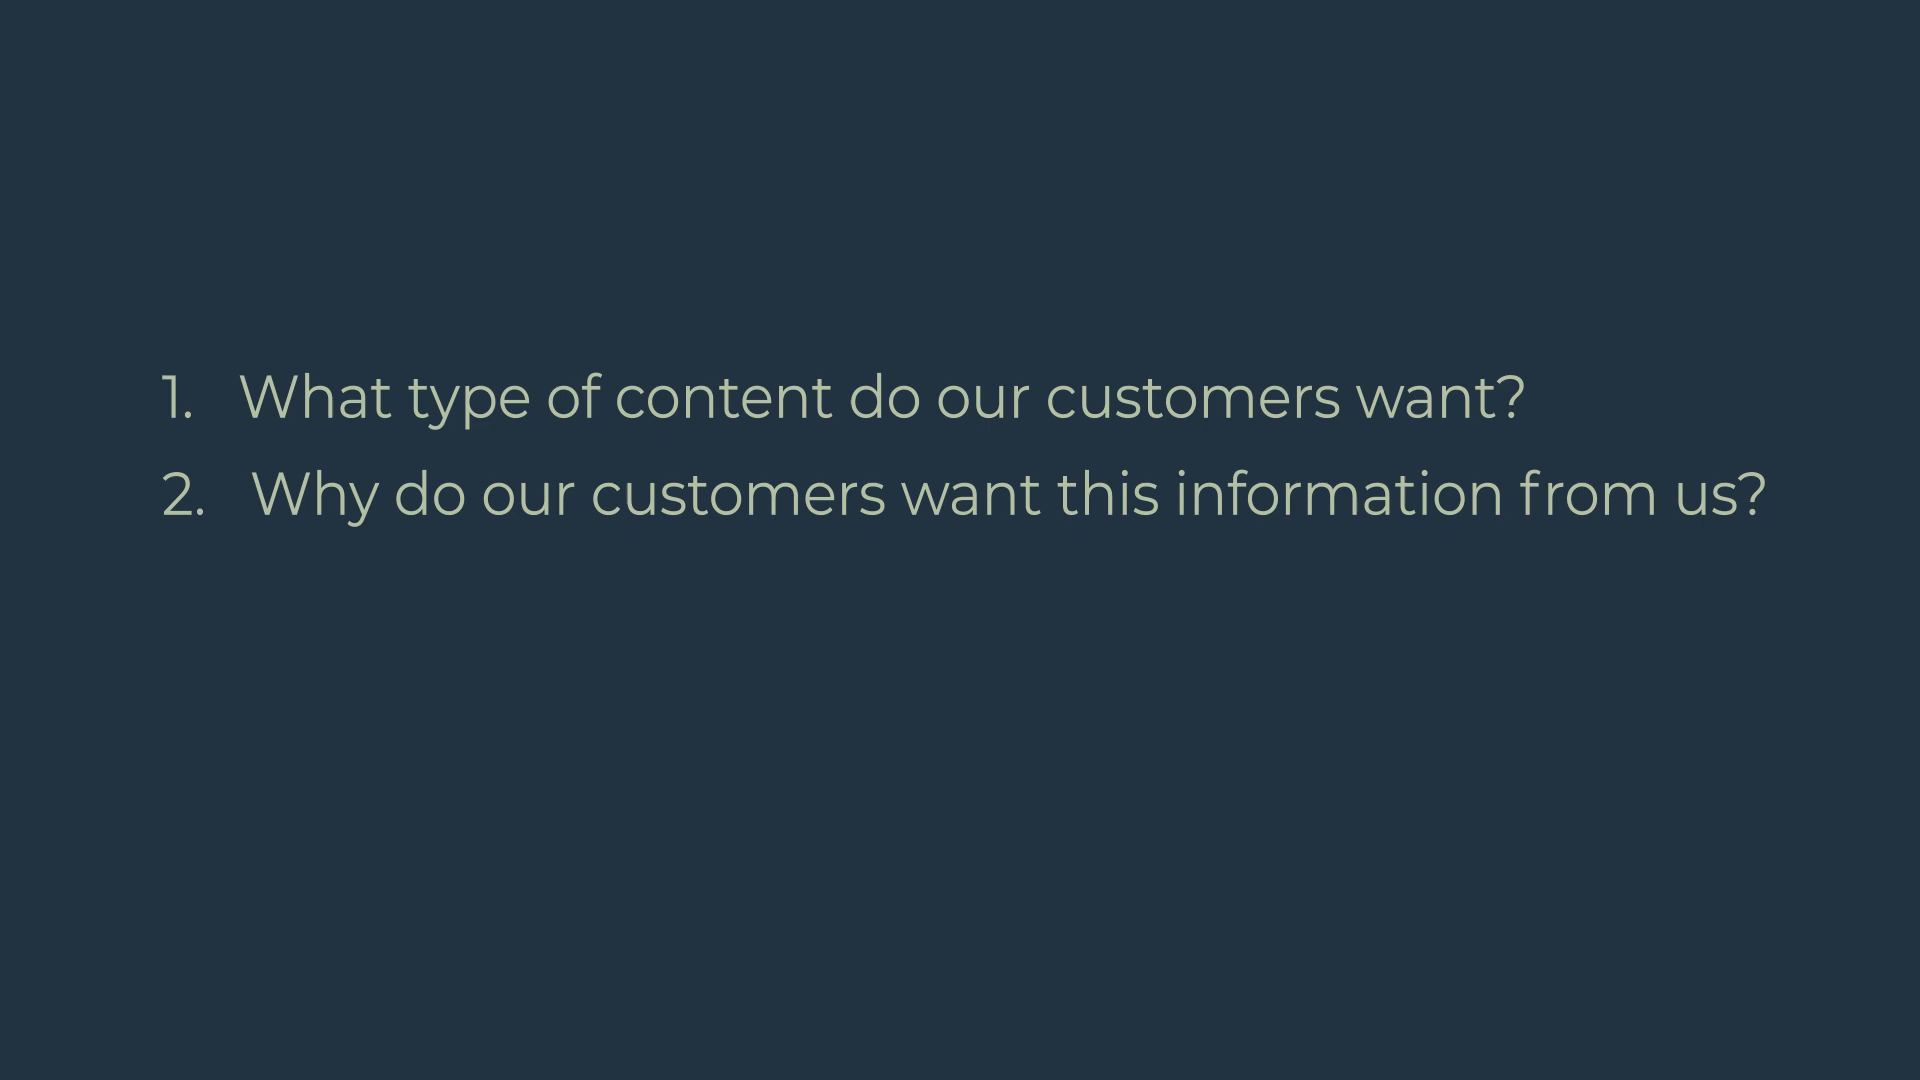 1. What type of content do our customers want?
2. Why do our customers want this information from us?